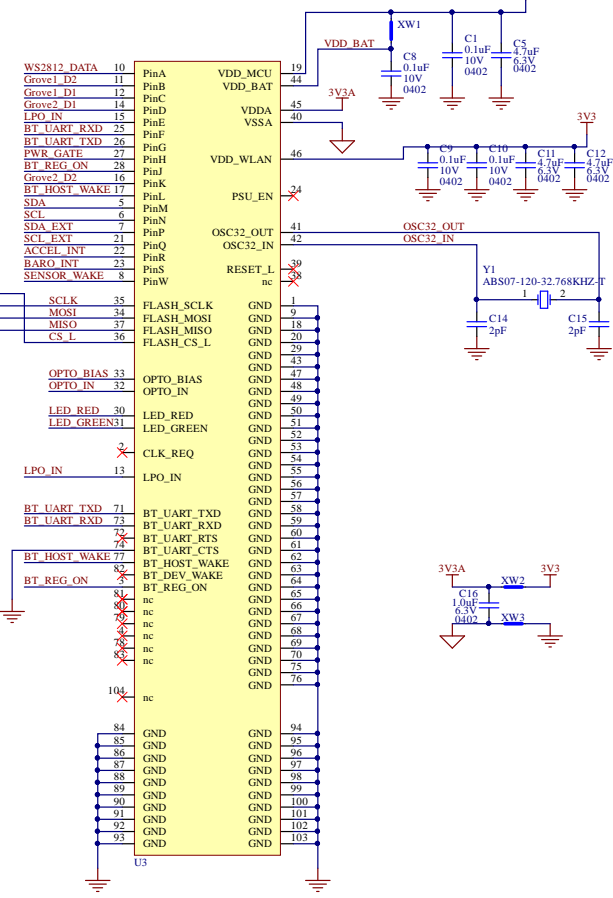 XW1
VDD_BAT
C8
0.1uF
10V
0402
C1
0.1uF
10V
0402
C5
4.7uF
6.3V
0402
WS2812_DATA 10 PinA
Grove1_D2 11 PinB
Grove1_D1 12 PinC
Grove2_D1 14 PinD
LPO_IN 15 PinE
BT_UART_RXD 25 PinF
BT_UART_TXD 26 PinG
PWR_GATE 27 PinH
BT_REG_ON 28 PinJ
Grove2_D2 16 PinK
BT_HOST_WAKE 17 PinL
SDA 5 PinM
SCL 6 PinN
SDA_EXT 7 PinP
SCL_EXT 21 PinQ
ACCEL_INT 22 PinR
BARO_INT 23 PinS
SENSOR_WAKE 8 PinW
SCLK 35 FLASH_SCLK
MOSI 34 FLASH_MOSI
MISO 37 FLASH_MISO
CS_L 36 FLASH_CS_L
OPTO_BIAS 33 OPTO_BIAS
OPTO_IN 32 OPTO_IN
LED_RED 30 LED_RED
LED_GREEN 31 LED_GREEN
2 CLK_REQ
LPO_IN 13 LPO_IN
BT_UART_TXD 71 BT_UART_TXD
BT_UART_RXD 73 BT_UART_RXD
72 BT_UART_RTS
74 BT_UART_CTS
BT_HOST_WAKE 77 BT_HOST_WAKE
82 BT_DEV_WAKE
BT_REG_ON 3 BT_REG_ON
81 nc
80 nc
79 nc
4 nc
78 nc
83 nc
104 nc
84 GND
85 GND
86 GND
87 GND
88 GND
89 GND
90 GND
91 GND
92 GND
93 GND
U3
VDD_MCU 19
VDD_BAT 44
VDDA 45
VSSA 40
VDD_WLAN 46
PSU_EN 24
OSC32_OUT 41 OSC32_OUT
OSC32_IN 42 OSC32_IN
RESET_L 39
nc 38
GND 1
GND 9
GND 18
GND 20
GND 29
GND 43
GND 47
GND 48
GND 49
GND 50
GND 51
GND 52
GND 53
GND 54
GND 55
GND 56
GND 57
GND 58
GND 59
GND 60
GND 61
GND 62
GND 63
GND 64
GND 65
GND 66
GND 67
GND 68
GND 69
GND 70
GND 75
GND 76
GND 94
GND 95
GND 96
GND 97
GND 98
GND 99
GND 100
GND 101
GND 102
GND 103
3V3A
3V3
C9
0.1uF
10V
0402
C10
0.1uF
10V
0402
C11
4.7uF
6.3V
0402
C12
4.7uF
6.3V
0402
Y1
ABS07-120-32.768KHZ-T
1 2
C14
2pF
C15
2pF
3V3A XW2 3V3
C16
1.0uF
6.3V
0402
XW3